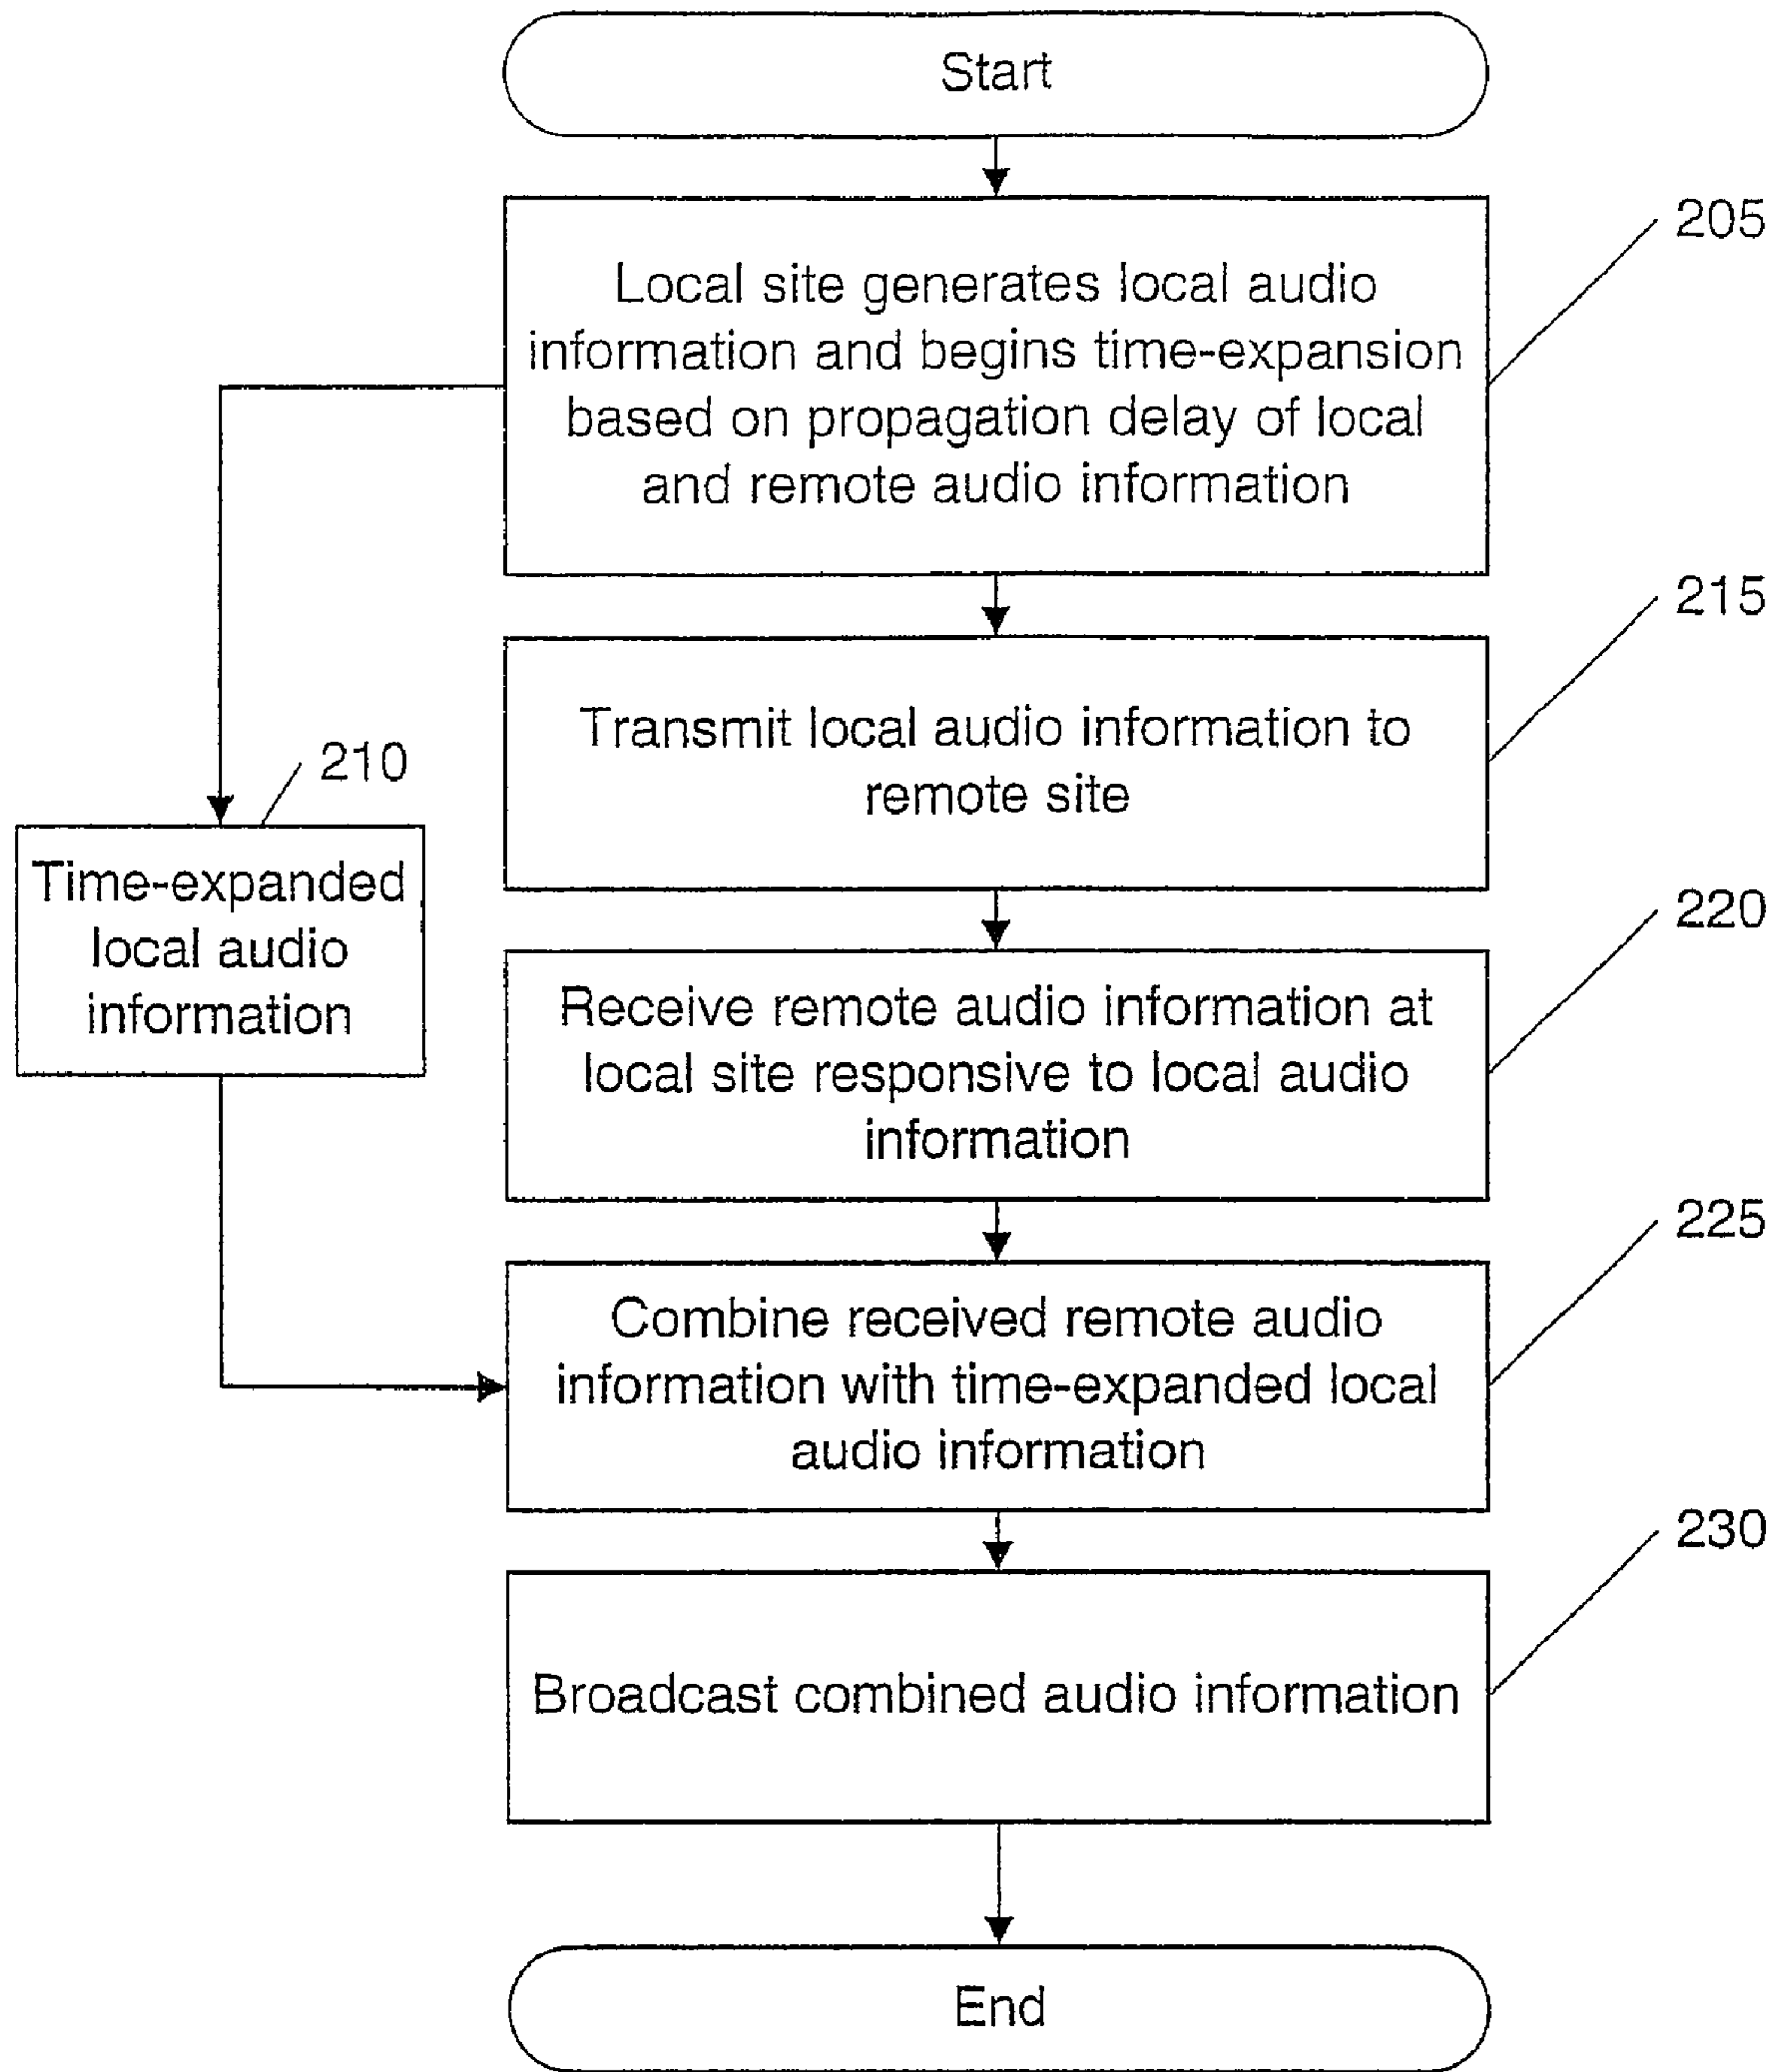 Start
205
Local site generates local audio
information and begins time-expansion
based on propagation delay of local
and remote audio information
215
Transmit local audio information to
remote site
210
Time-expanded
local audio
information
220
Receive remote audio information at
local site responsive to local audio
information
225
Combine received remote audio
information with time-expanded local
audio information
230
Broadcast combined audio information
End